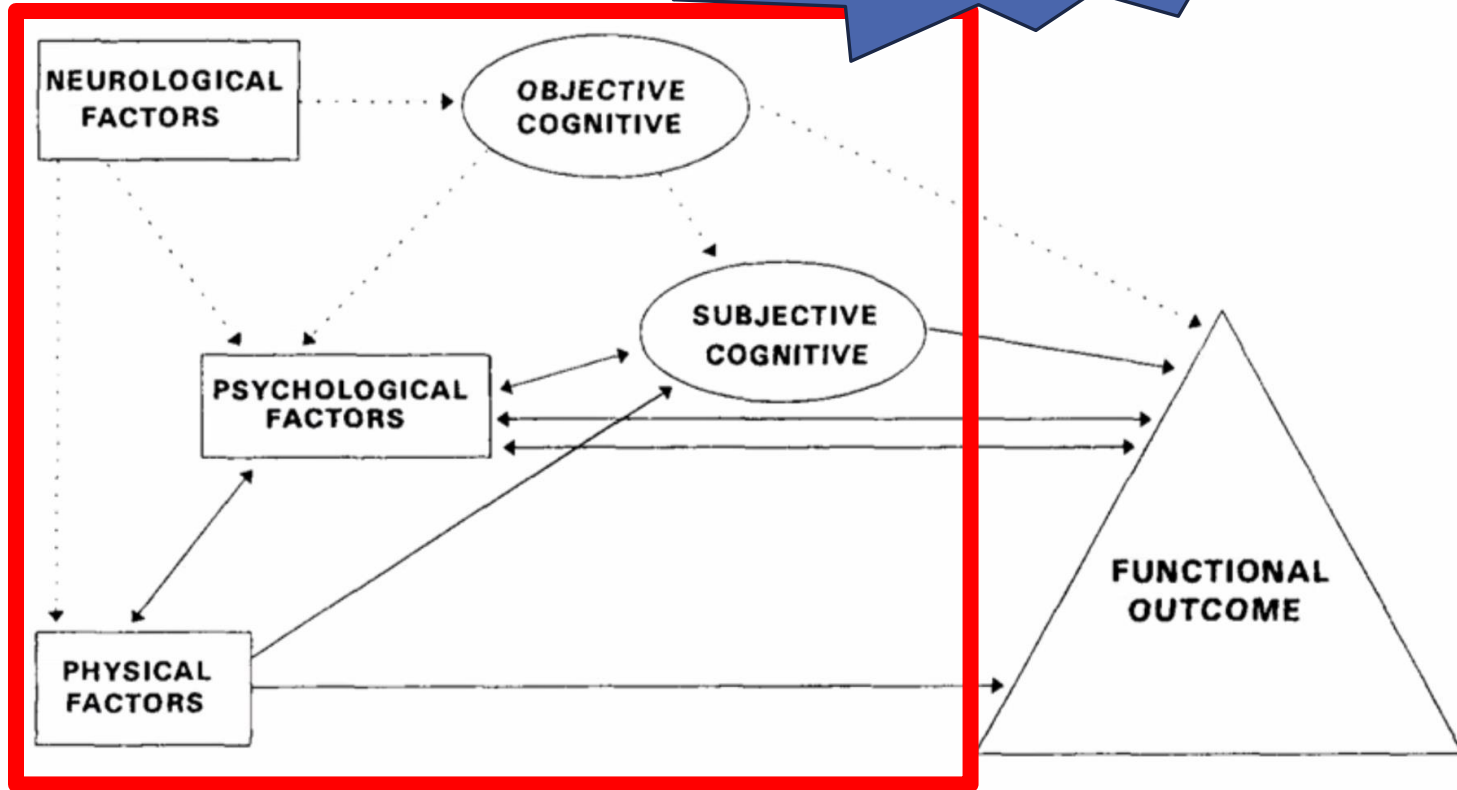 NEUROLOGICAL
FACTORS
OBJECTIVE
COGNITIVE
SUBJECTIVE
COGNITIVE
PSYCHOLOGICAL
FACTORS
FUNCTIONAL
OUTCOME
PHYSICAL
FACTORS